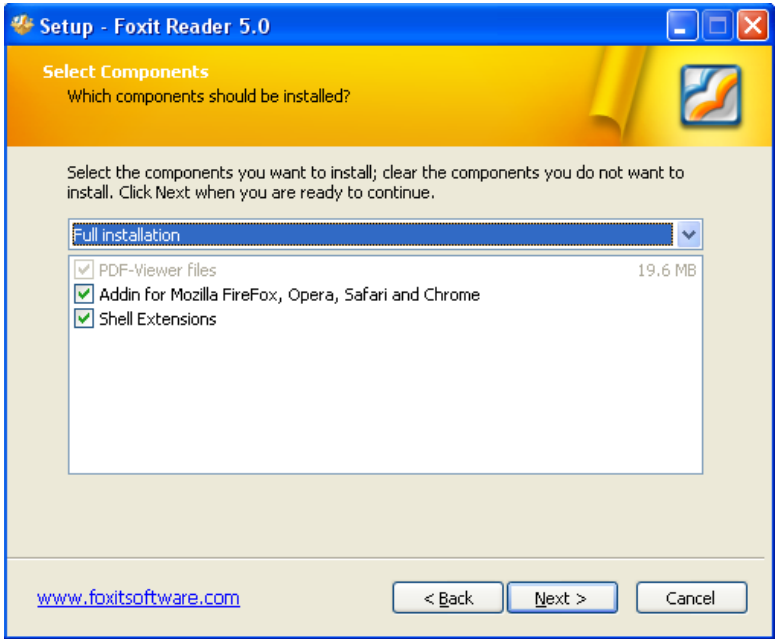 Setup - Foxit Reader 5.0
Select Components
Which components should be installed?
Select the components you want to install; clear the components you do not want to
install. Click Next when you are ready to continue.
Full installation
PDF-Viewer files 19.6 MB
Addin for Mozilla FireFox, Opera, Safari and Chrome
Shell Extensions
www.foxitsoftware.com < Back Next > Cancel